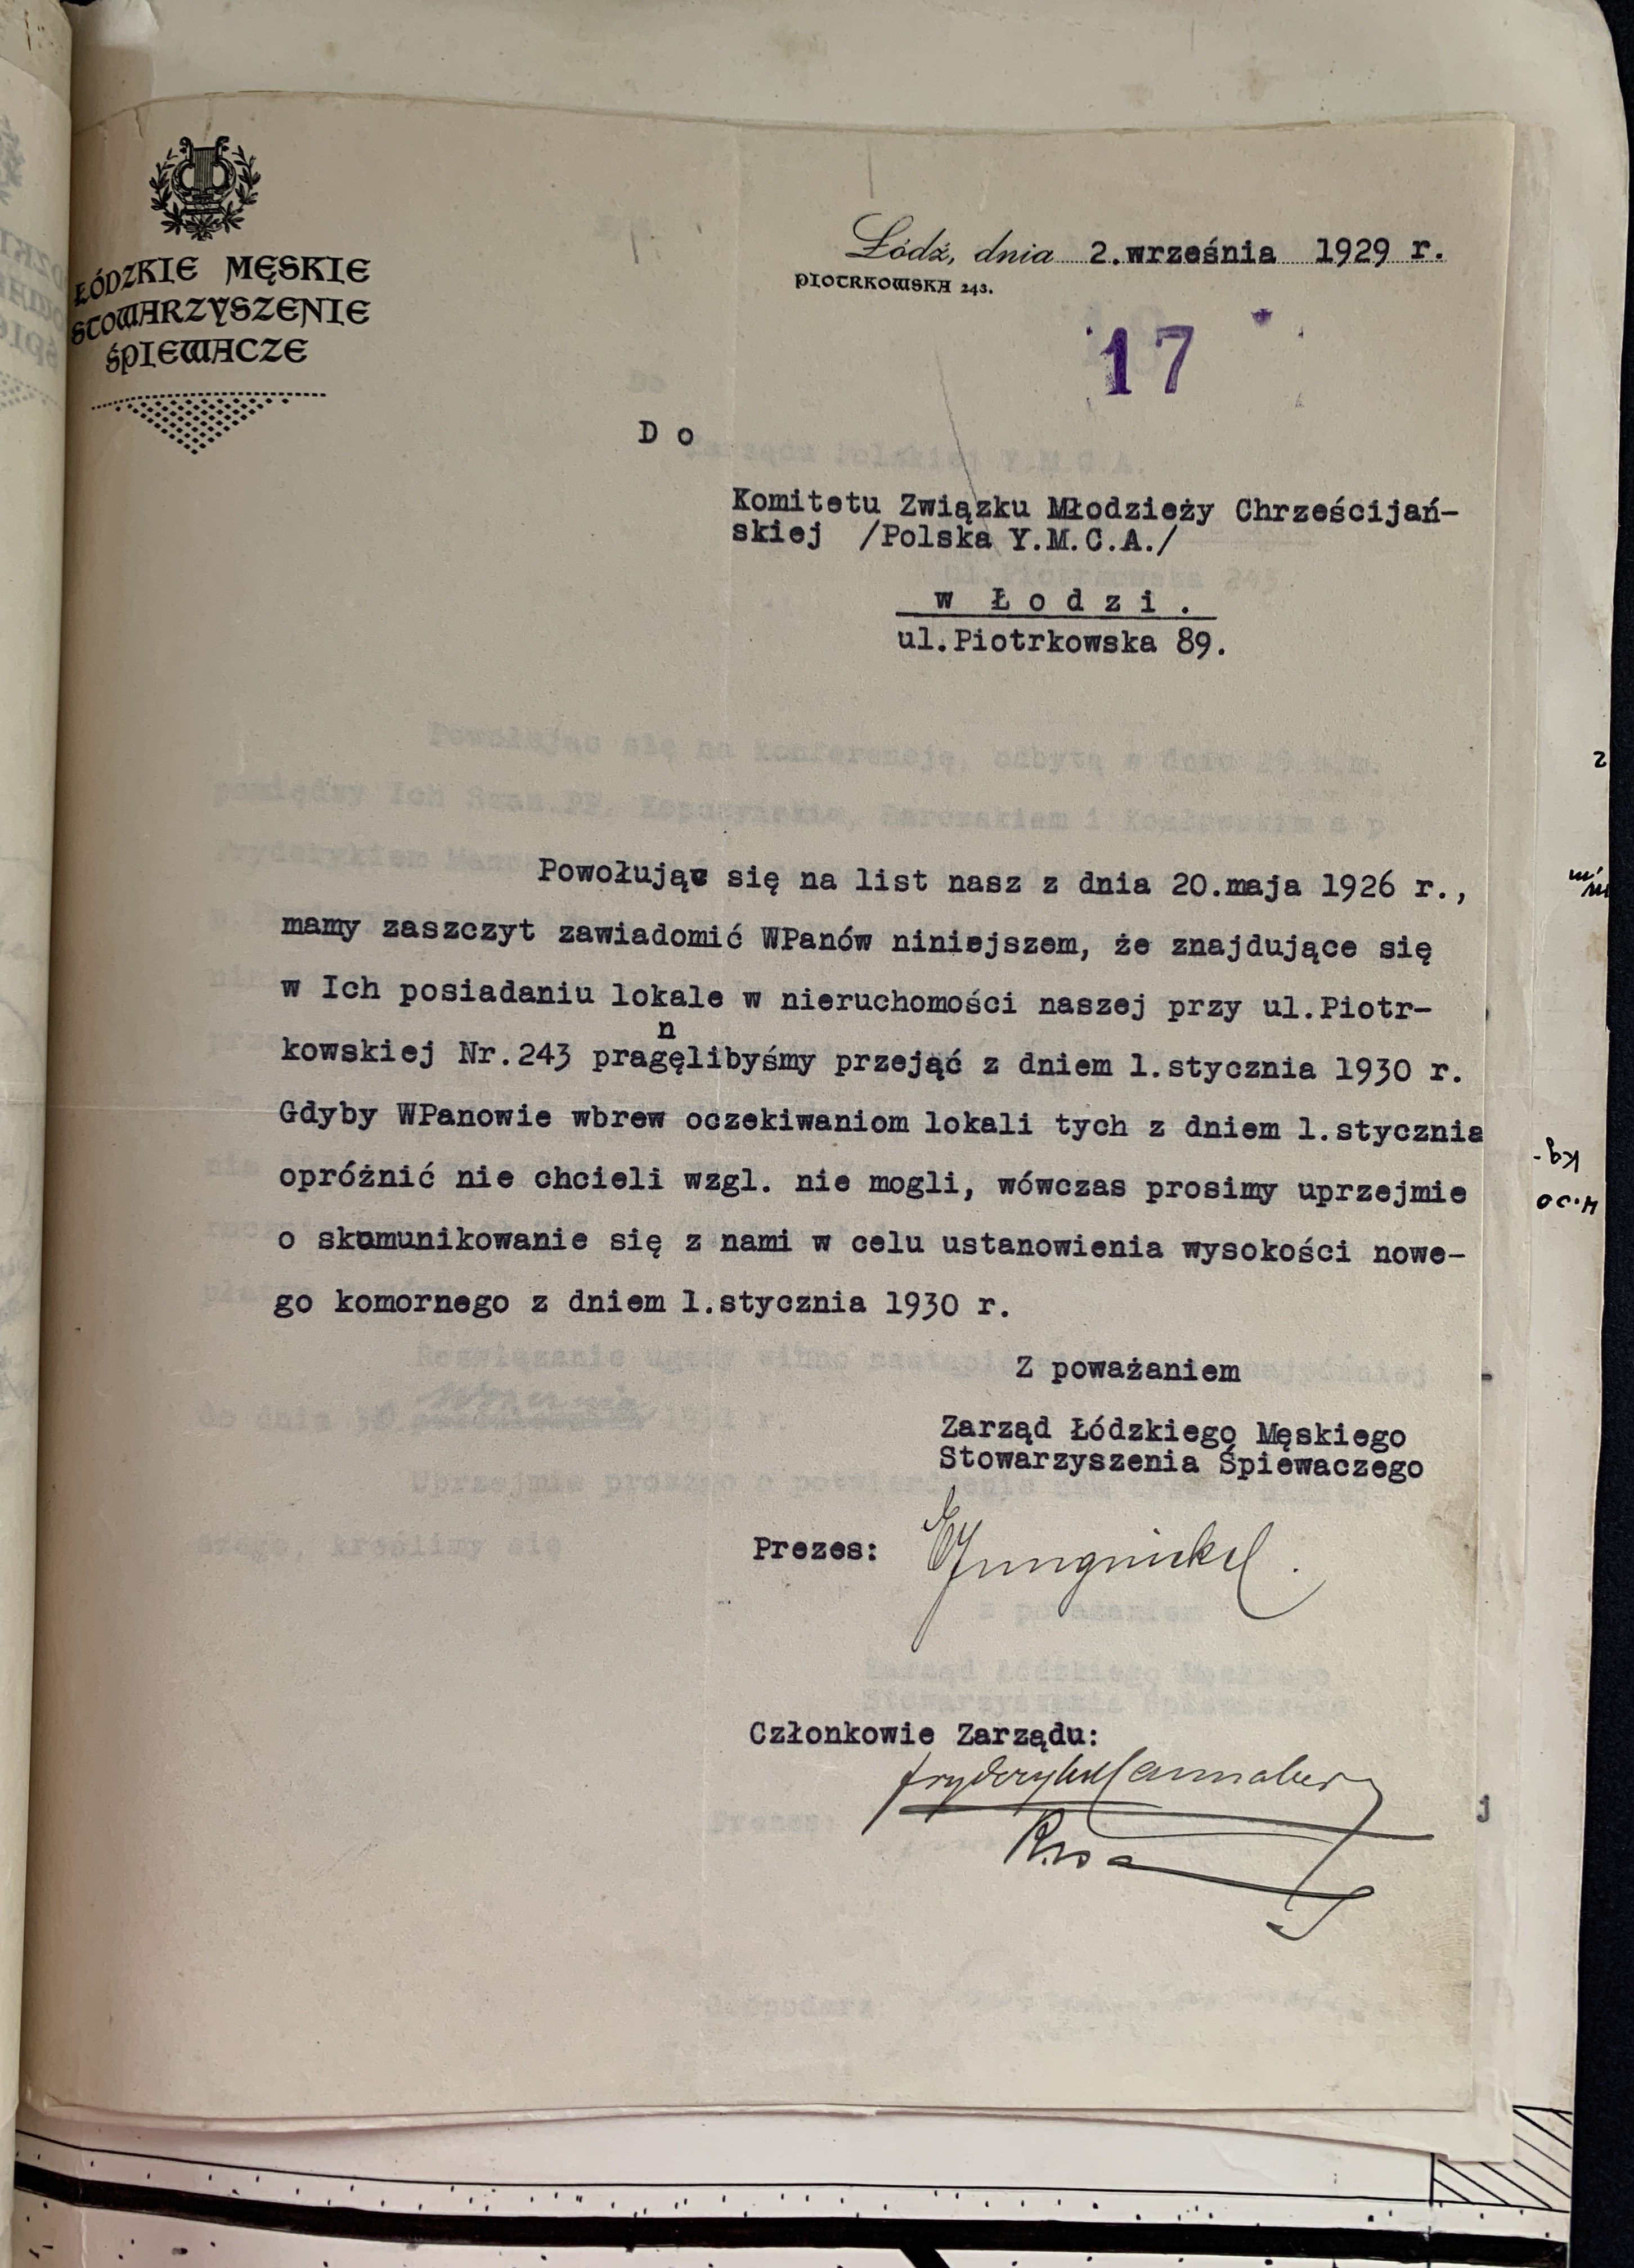 ŁÓDZKIE MĘSKIE
STOWARZYSZENIE
ŚPIEWACZE
Łódź, dnia 2.września 1929 r.
PIOTRKOWSKA 243.
17
D o
Komitetu Związku Młodzieży Chrześcijań-
skiej /Polska Y.M.C.A./
w Łodzi.
ul.Piotrkowska 89.
Powołując się na list nasz z dnia 20.maja 1926 r.,
mamy zaszczyt zawiadomić WPanów niniejszem, że znajdujące się
w Ich posiadaniu lokale w nieruchomości naszej przy ul.Piotr-
kowskiej Nr.243 pragnęlibyśmy przejąć z dniem 1.stycznia 1930 r.
Gdyby WPanowie wbrew oczekiwaniom lokali tych z dniem 1.stycznia
opróżnić nie chcieli wzgl. nie mogli, wówczas prosimy uprzejmie
o skomunikowanie się z nami w celu ustanowienia wysokości nowe-
go komornego z dniem 1.stycznia 1930 r.
Z poważaniem
Zarząd Łódzkiego Męskiego
Stowarzyszenia Śpiewaczego
Prezes:
Członkowie Zarządu: